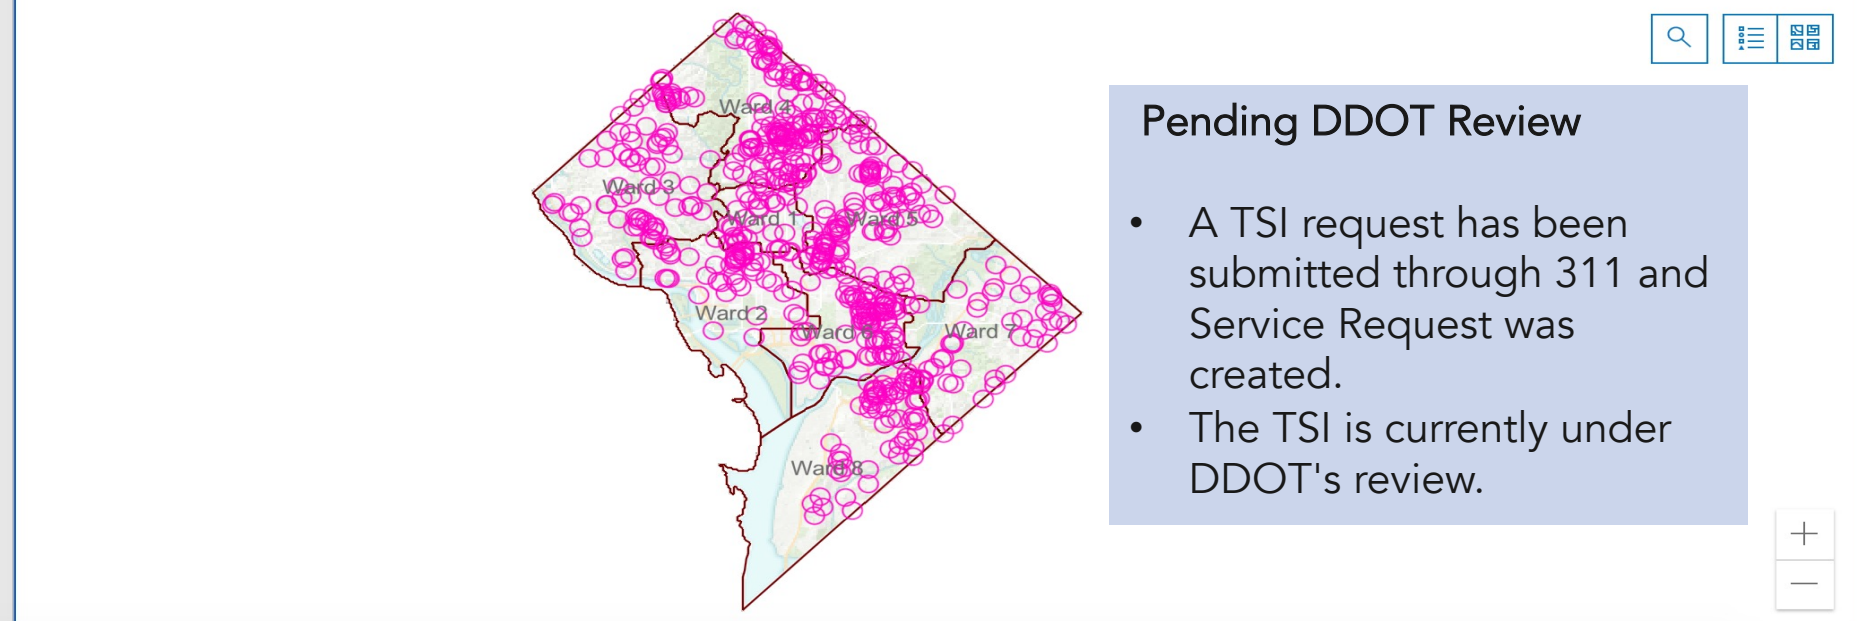 Ward 4
Ward 3
Ward 1
Ward 5
Ward 2
Ward 6
Ward 7
Ward 8
Pending DDOT Review
• A TSI request has been
submitted through 311 and
Service Request was
created.
• The TSI is currently under
DDOT's review.